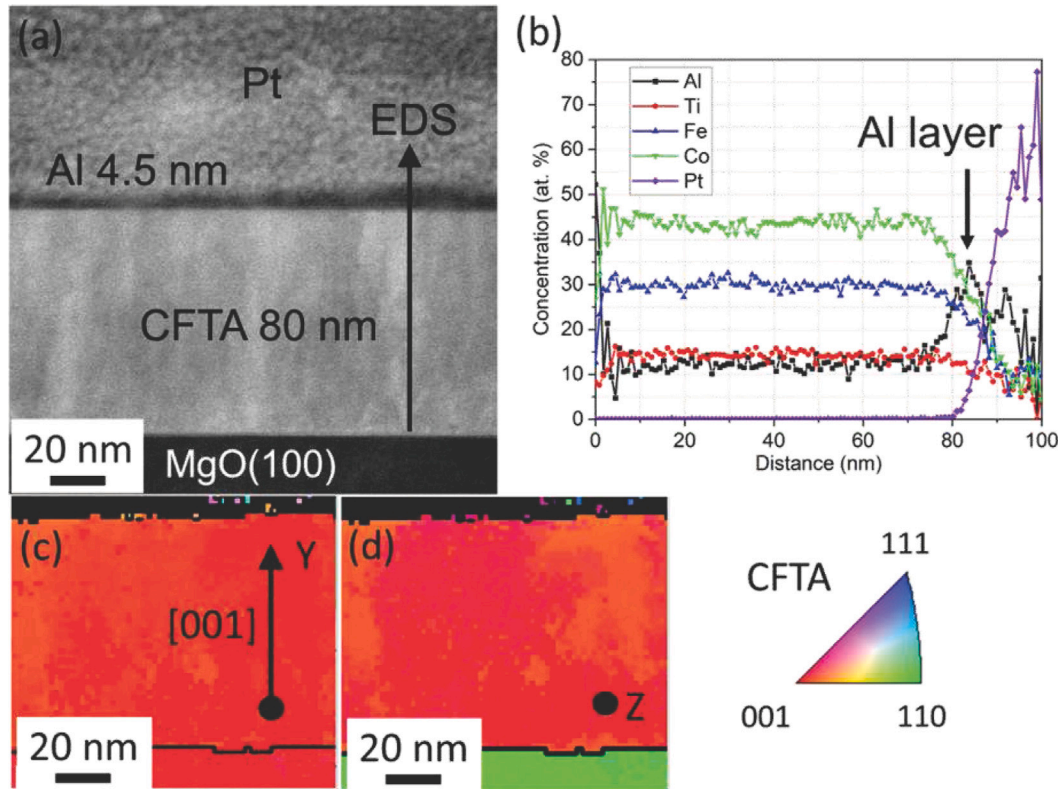 (a)
Pt
EDS
Al 4.5 nm
CFTA 80 nm
20 nm
MgO(100)
(b)
80
70
60
50
40
30
20
10
0
Concentration (at. %)
Al
Ti
Fe
Co
Pt
Al layer
0 20 40 60 80 100
Distance (nm)
(c)
Y
[001]
20 nm
(d)
Z
20 nm
CFTA
111
001
110